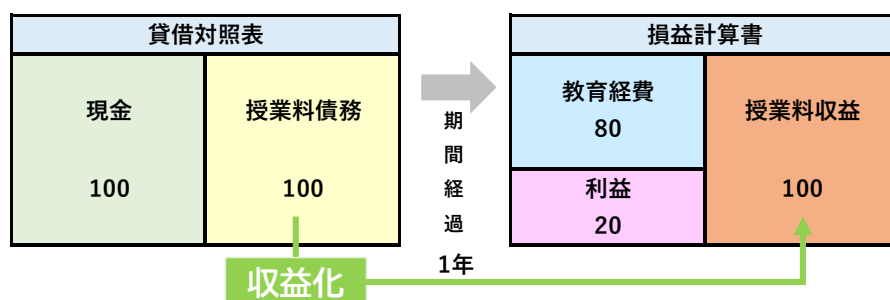 貸借対照表
現金
100
授業料債務
100
期
間
経
過
1年
損益計算書
教育経費
80
利益
20
授業料収益
100
収益化